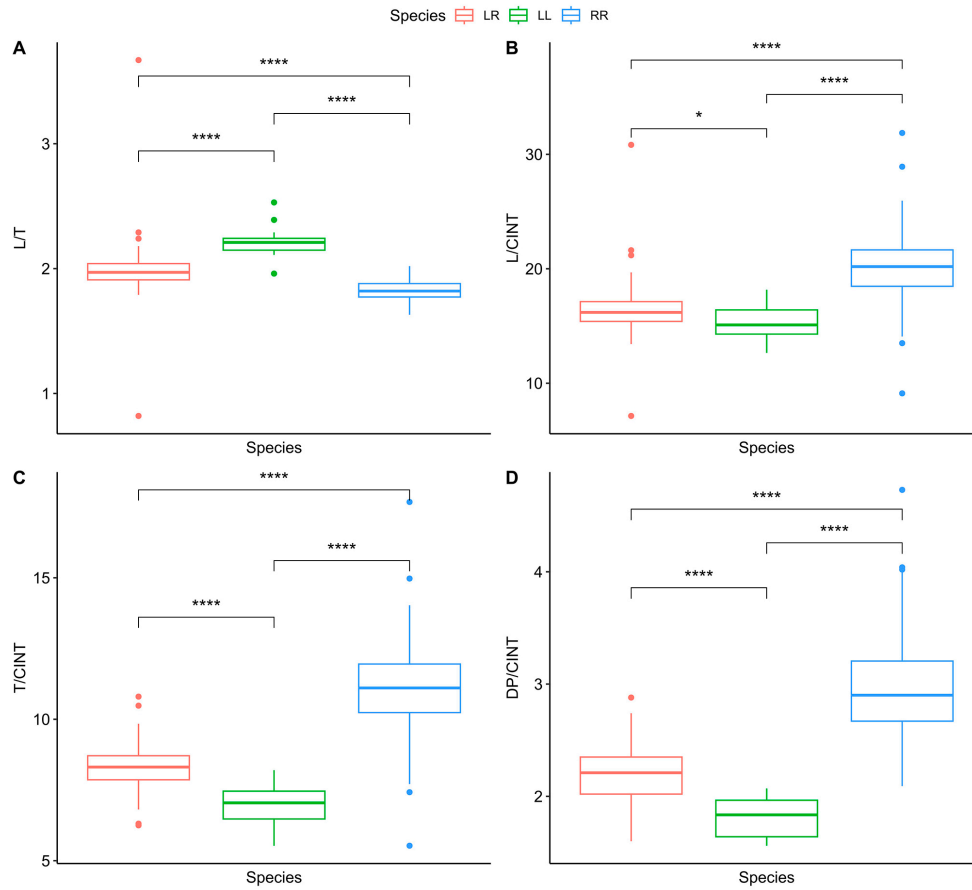 Species LR LL RR
A
****
****
****
3
2
1
L/T
Species
B
****
****
*
30
20
10
L/CINT
Species
C
****
****
****
15
10
5
T/CINT
Species
D
****
****
****
4
3
2
DP/CINT
Species